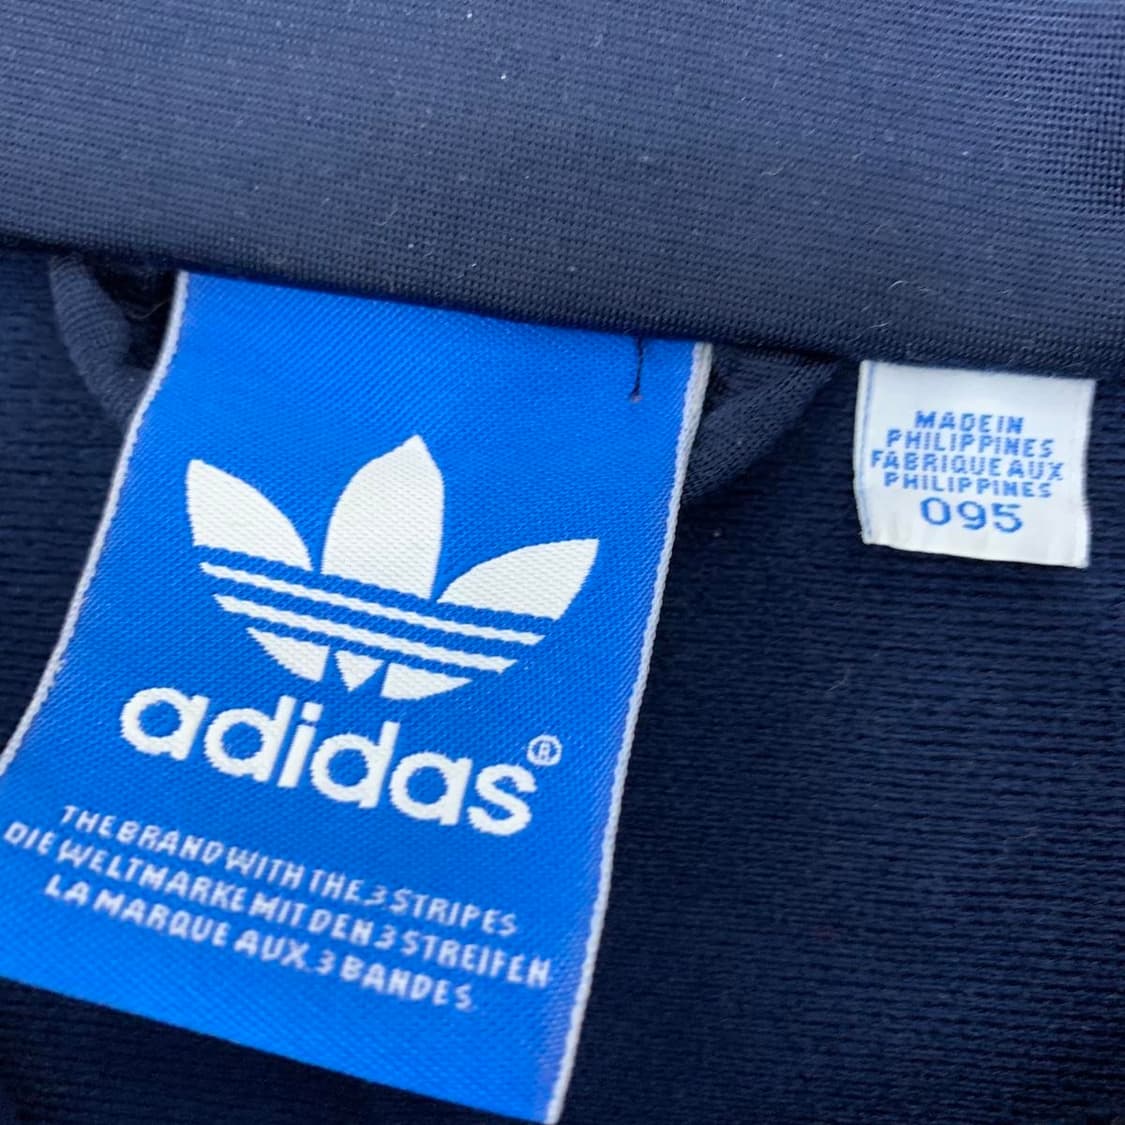 adidas®
THE BRAND WITH THE 3 STRIPES
DIE WELTMARKE MIT DEN 3 STREIFEN
LA MARQUE AUX 3 BANDES
MADE IN
PHILIPPINES
FABRIQUE AUX
PHILIPPINES
095